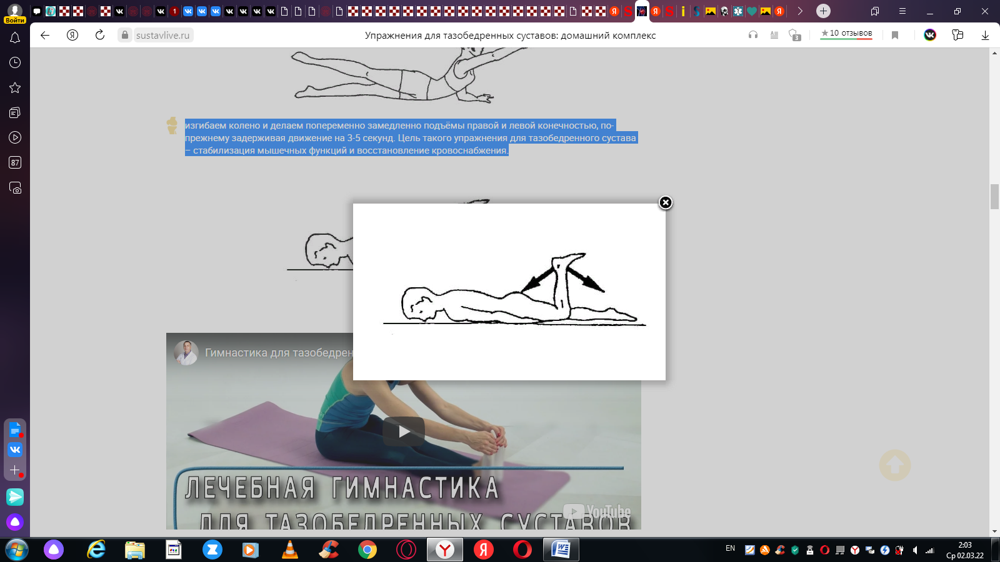 1
Войти
sustavlive.ru
Упражнения для тазобедренных суставов: домашний комплекс
3
★10 отзывов
87
изгибаем колено и делаем попеременно замедленно подъёмы правой и левой конечностью, по-
прежнему задерживая движение на 3-5 секунд. Цель такого упражнения для тазобедренного сустава
– стабилизация мышечных функций и восстановление кровоснабжения.
Гимнастика для тазобедрен
ЛЕЧЕБНАЯ ГИМНАСТИКА
ДЛЯ ТАЗОБЕДРЕННЫХ СУСТАВОВ
YouTube
EN
2:03
Ср 02.03.22